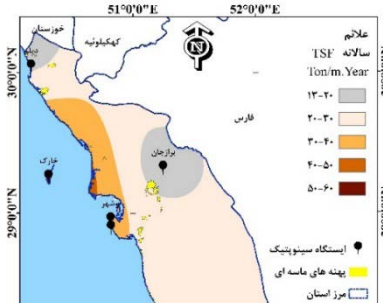 51°0'0"E
52°0'0"E
خوزستان
کهکیلوئیه
دیلم
N
علائم
TSF سالانه
Ton/m.Year
۱۳-۲۰
۲۰-۳۰
۳۰-۴۰
۴۰-۵۰
۵۰-۶۰
30°0'0"N
فارس
برازجان
خارک
بوشهر
29°0'0"N
ایستگاه سینوپتیک
پهنه های ماسه ای
مرز استان